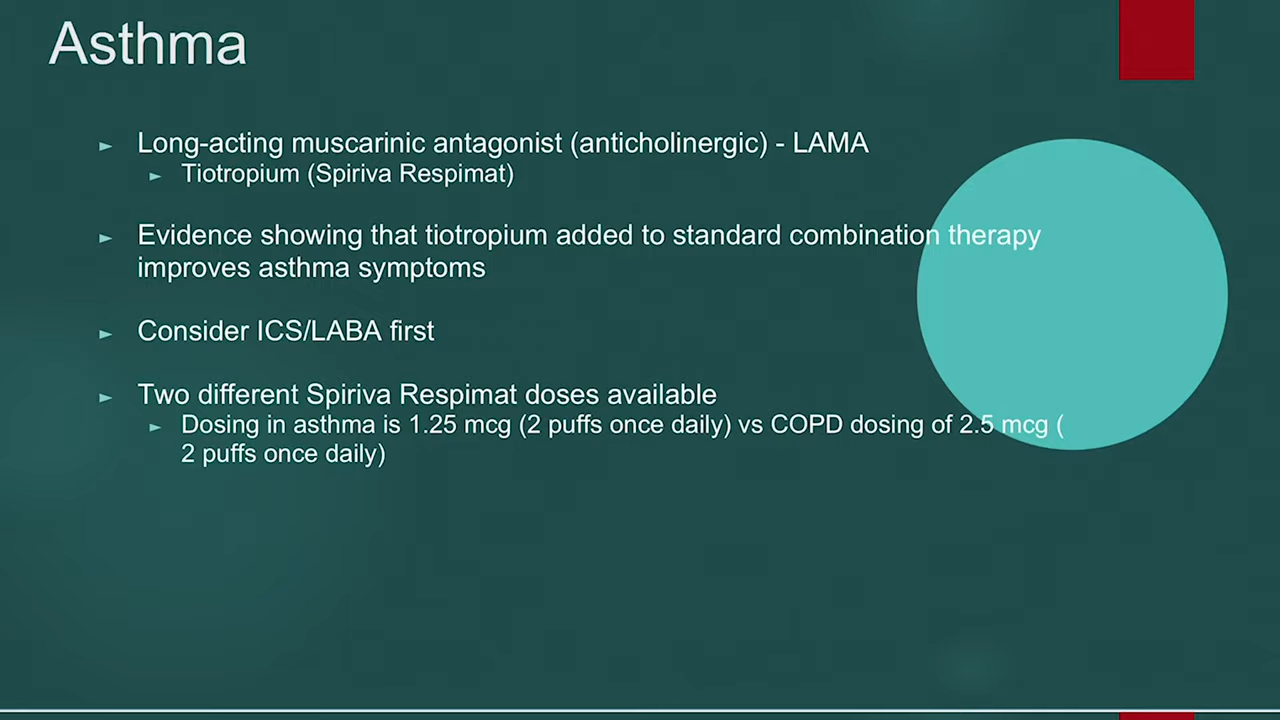 Asthma
► Long-acting muscarinic antagonist (anticholinergic) - LAMA
► Tiotropium (Spiriva Respimat)
► Evidence showing that tiotropium added to standard combination therapy
improves asthma symptoms
► Consider ICS/LABA first
► Two different Spiriva Respimat doses available
► Dosing in asthma is 1.25 mcg (2 puffs once daily) vs COPD dosing of 2.5 mcg (
2 puffs once daily)